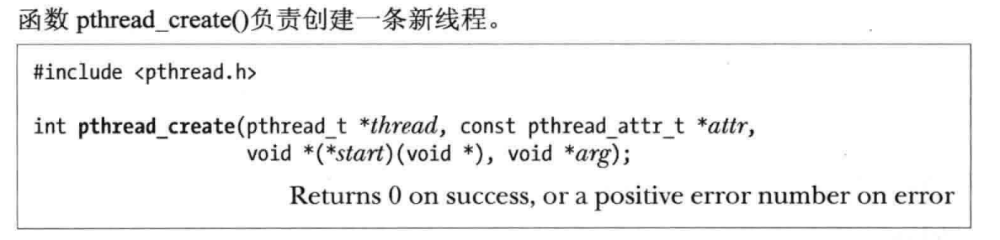 函数 pthread_create()负责创建一条新线程。
#include <pthread.h>
int pthread_create(pthread_t *thread, const pthread_attr_t *attr,
void *(*start)(void *), void *arg);
Returns 0 on success, or a positive error number on error